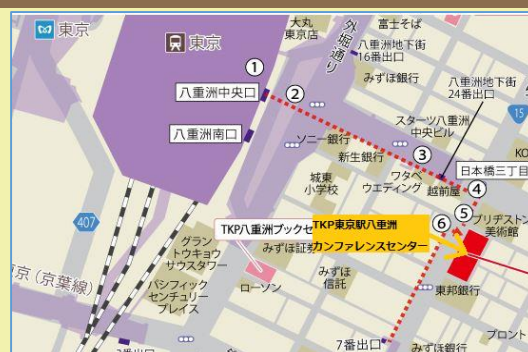 東京
東京
大丸
東京店
外堀通り
富士そば
八重洲地下街
16番出口
みずほ銀行
八重洲地下街
24番出口
15
①
②
八重洲中央口
八重洲南口
ソニー銀行
新生銀行
スターツ八重洲
中央ビル
③
ワタベ
ウエディング
越前屋
日本橋三丁目
④
⑤
⑥
城東
小学校
ブリヂストン
美術館
407
TKP八重洲ブックセ
TKP東京駅八重洲
カンファレンスセンター
グラン
トウキョウ
サウスタワー
みずほ証
みずほ
信託
ローソン
東邦銀行
京(京葉線)
パシフィック
センチュリー
プレイス
7番出口
みずほ銀行
プロント